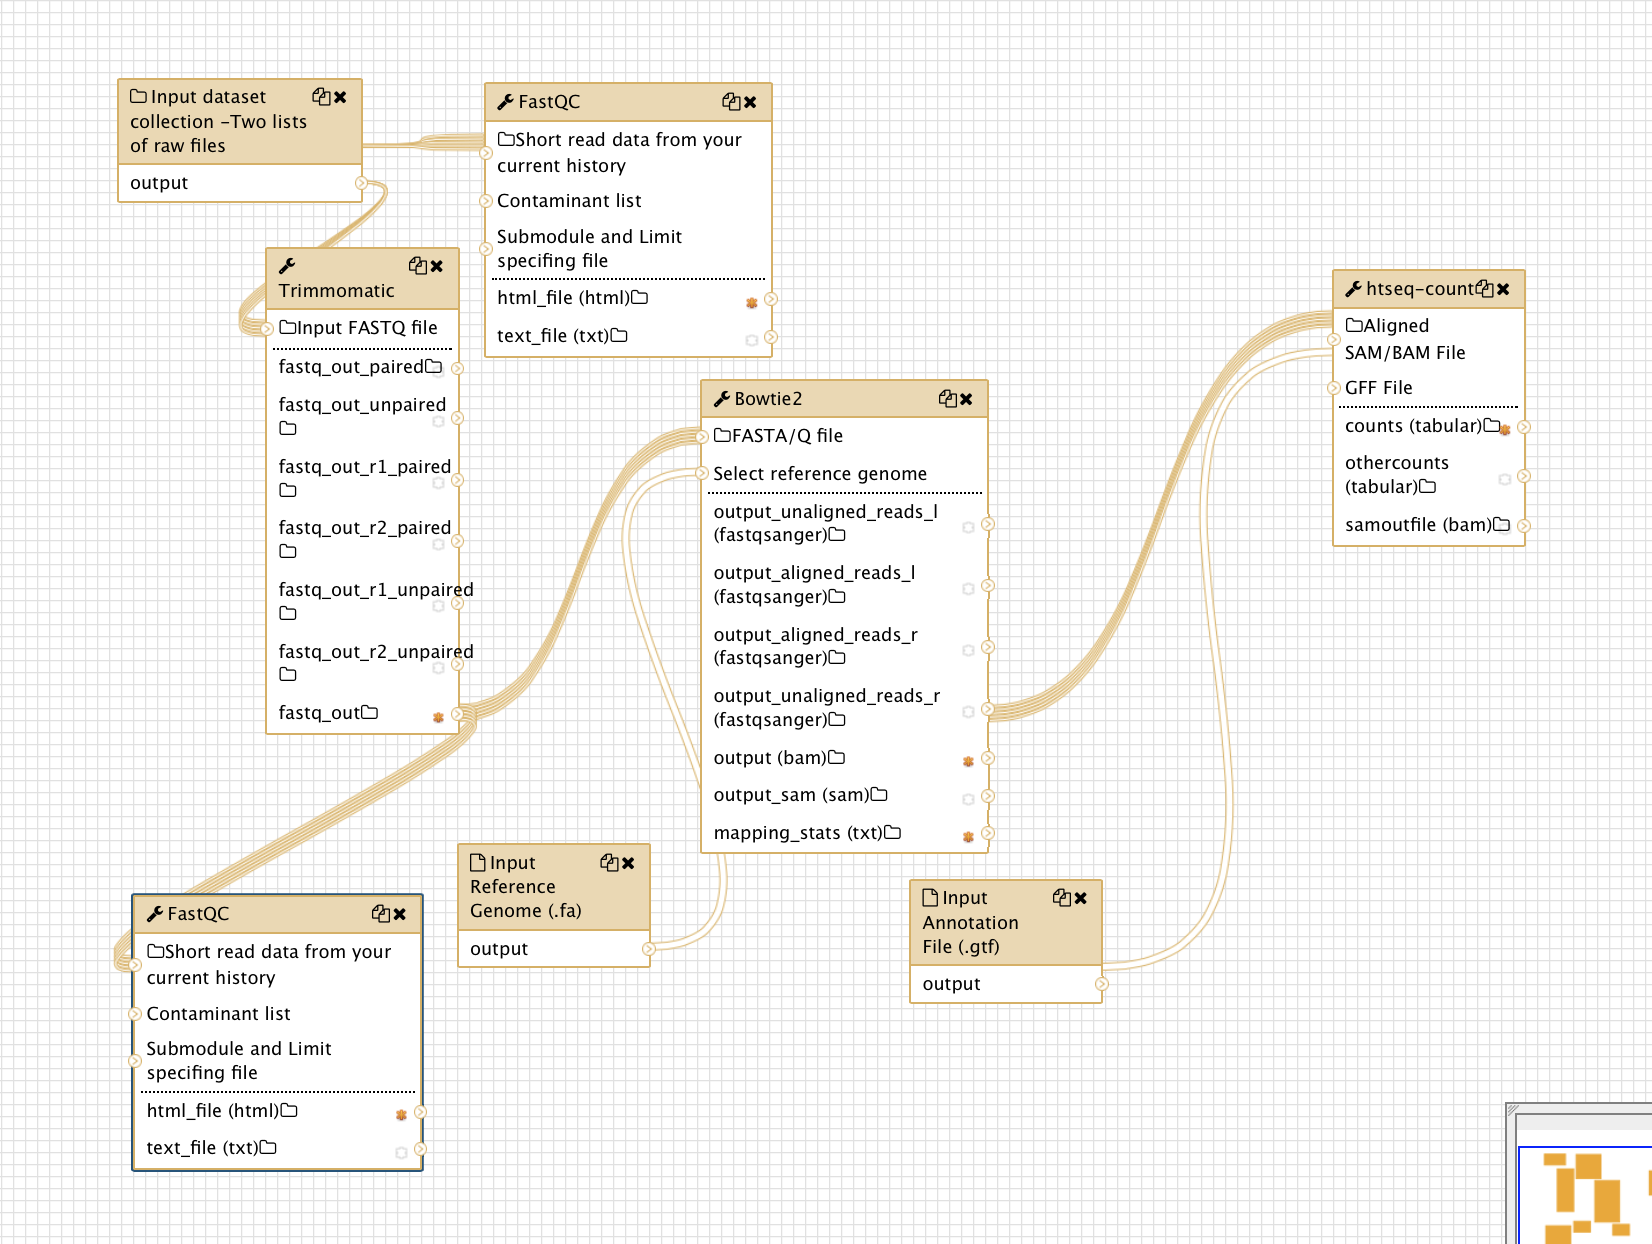 Input dataset
collection -Two lists
of raw files
output
FastQC
Short read data from your
current history
Contaminant list
Submodule and Limit
specifing file
html_file (html)
text_file (txt)
Trimmomatic
Input FASTQ file
fastq_out_paired
fastq_out_unpaired
fastq_out_r1_paired
fastq_out_r2_paired
fastq_out_r1_unpaired
fastq_out_r2_unpaired
fastq_out
Bowtie2
FASTA/Q file
Select reference genome
output_unaligned_reads_l
(fastqsanger)
output_aligned_reads_l
(fastqsanger)
output_aligned_reads_r
(fastqsanger)
output_unaligned_reads_r
(fastqsanger)
output (bam)
output_sam (sam)
mapping_stats (txt)
htseq-count
Aligned
SAM/BAM File
GFF File
counts (tabular)
othercounts
(tabular)
samoutfile (bam)
FastQC
Short read data from your
current history
Contaminant list
Submodule and Limit
specifing file
html_file (html)
text_file (txt)
Input
Reference
Genome (.fa)
output
Input
Annotation
File (.gtf)
output